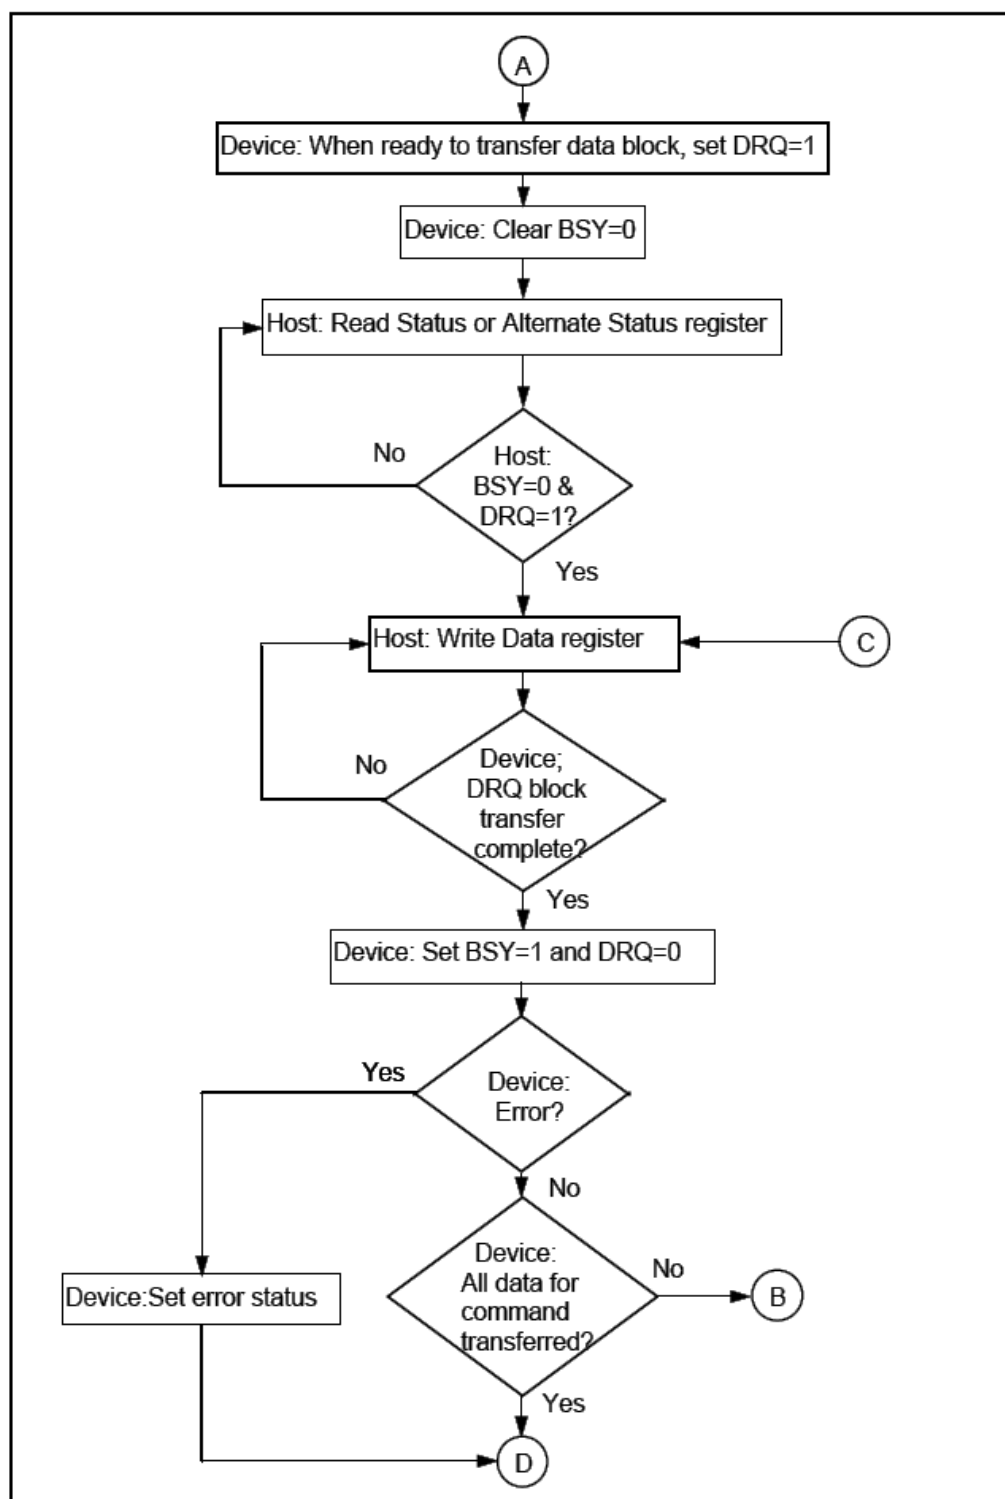 A
Device: When ready to transfer data block, set DRQ=1
Device: Clear BSY=0
Host: Read Status or Alternate Status register
No
Host:
BSY=0 &
DRQ=1?
Yes
Host: Write Data register
C
No
Device;
DRQ block
transfer
complete?
Yes
Device: Set BSY=1 and DRQ=0
Yes
Device:
Error?
No
Device:
All data for
command
transferred?
No
B
Device:Set error status
Yes
D